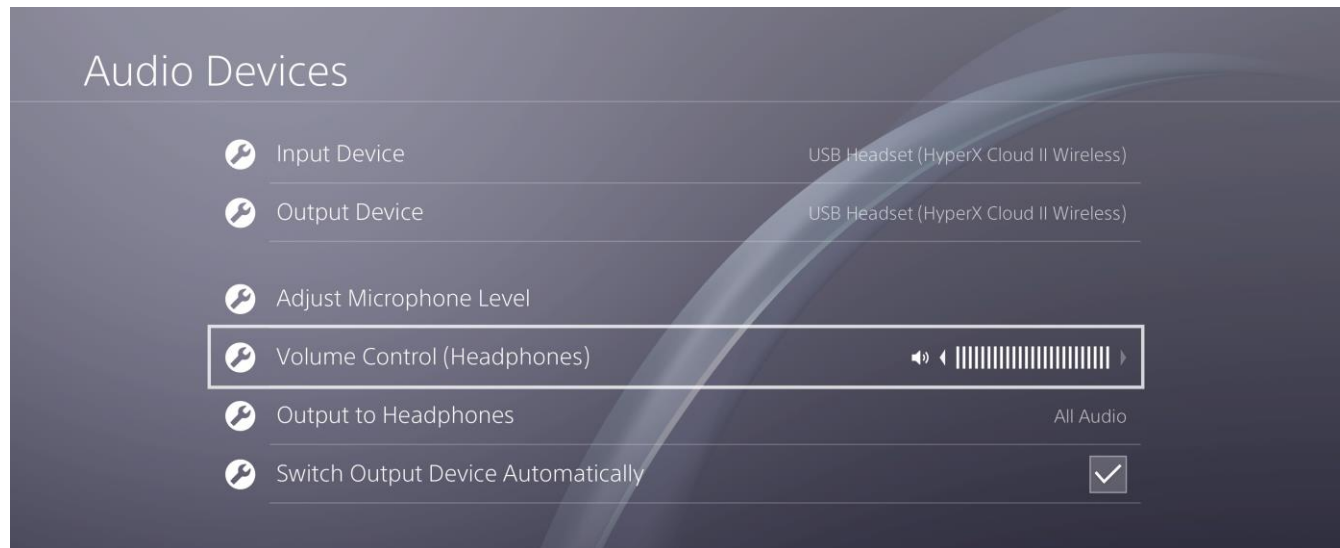 Audio Devices
Input Device USB Headset (HyperX Cloud II Wireless)
Output Device USB Headset (HyperX Cloud II Wireless)
Adjust Microphone Level
Volume Control (Headphones)
Output to Headphones All Audio
Switch Output Device Automatically